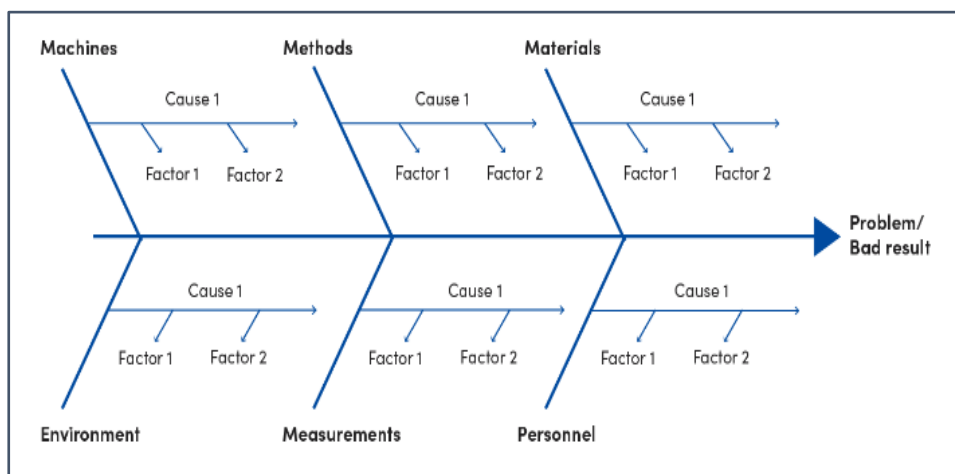 Machines
Methods
Materials
Cause 1
Cause 1
Cause 1
Factor 1
Factor 2
Factor 1
Factor 2
Factor 1
Factor 2
Problem/
Bad result
Cause 1
Cause 1
Cause 1
Factor 1
Factor 2
Factor 1
Factor 2
Factor 1
Factor 2
Environment
Measurements
Personnel